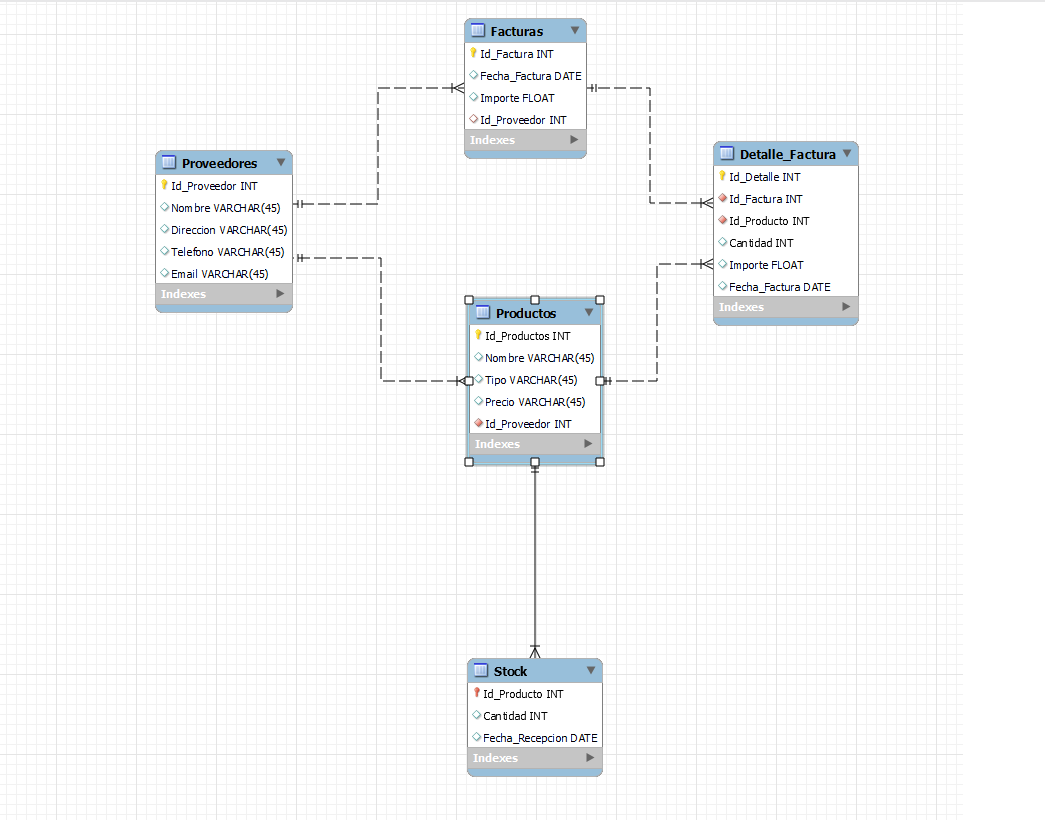 Facturas
Id_Factura INT
Fecha_Factura DATE
Importe FLOAT
Id_Proveedor INT
Indexes
Proveedores
Id_Proveedor INT
Nombre VARCHAR(45)
Direccion VARCHAR(45)
Telefono VARCHAR(45)
Email VARCHAR(45)
Indexes
Detalle_Factura
Id_Detalle INT
Id_Factura INT
Id_Producto INT
Cantidad INT
Importe FLOAT
Fecha_Factura DATE
Indexes
Productos
Id_Productos INT
Nombre VARCHAR(45)
Tipo VARCHAR(45)
Precio VARCHAR(45)
Id_Proveedor INT
Indexes
Stock
Id_Producto INT
Cantidad INT
Fecha_Recepcion DATE
Indexes